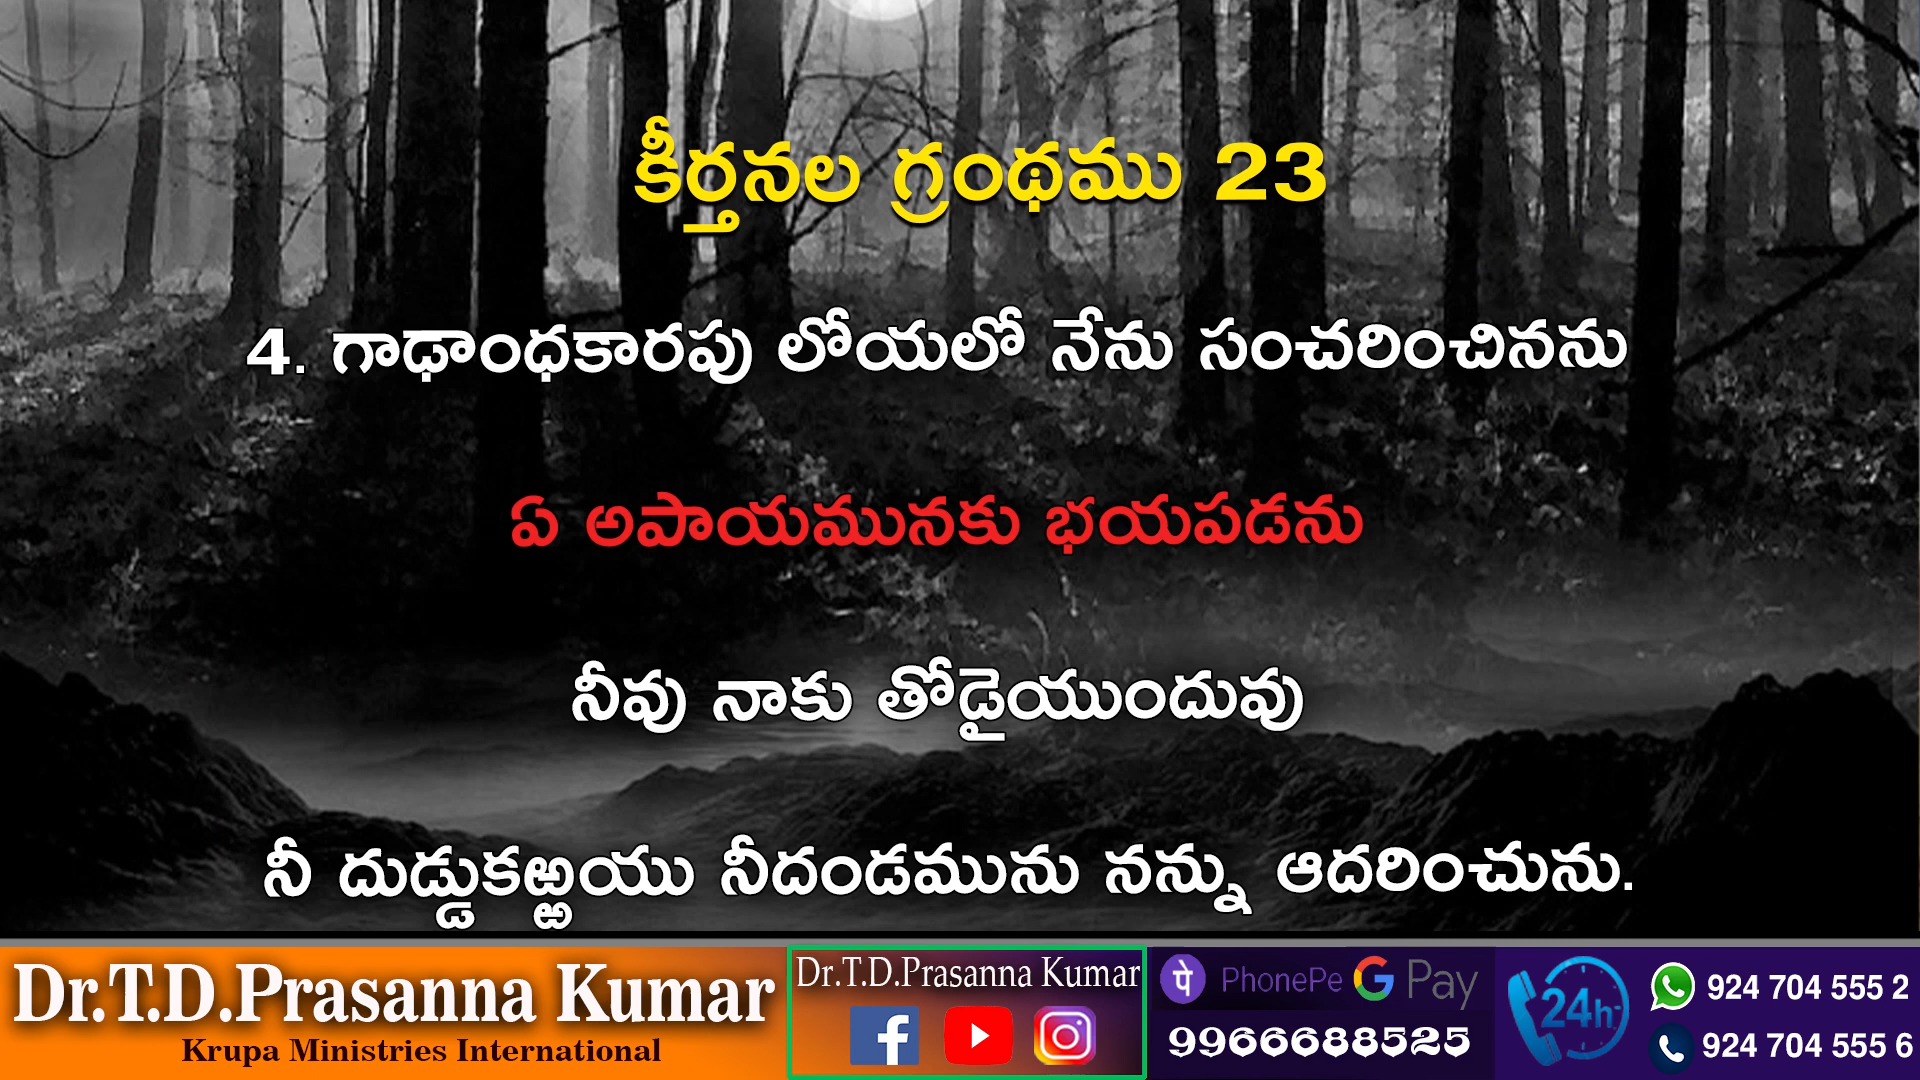 కీర్తనల గ్రంథము 23
4. గాఢాంధకారపు లోయలో నేను సంచరించినను
ఏ అపాయమునకు భయపడను
నీవు నాకు తోడైయుందువు
నీ దుడ్డుకఱ్ఱయు నీదండమును నన్ను ఆదరించును.
Dr.T.D.Prasanna Kumar
Krupa Ministries International
Dr.T.D.Prasanna Kumar
PhonePe G Pay
9966688525
24h
924 704 555 2
924 704 555 6